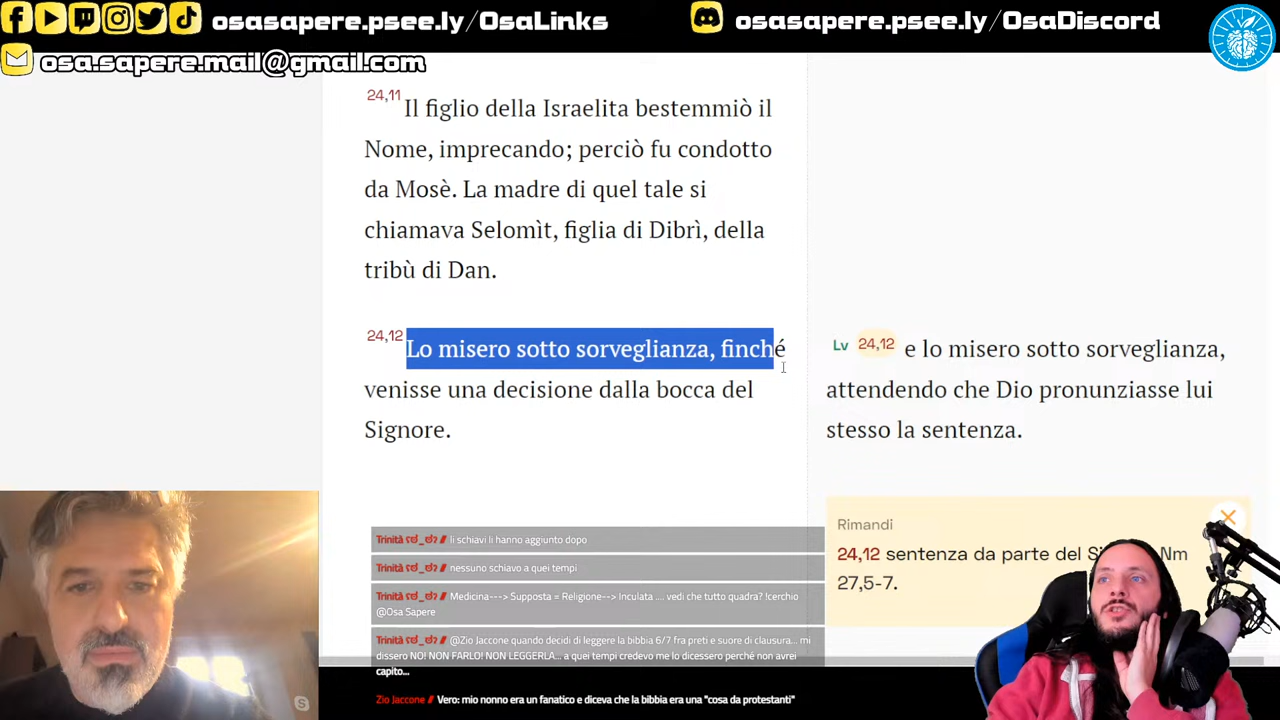 osasapere.psee.ly/OsaLinks
osasapere.psee.ly/OsaDiscord
osa.sapere.mail@gmail.com
24,11 Il figlio della Israelita bestemmiò il
Nome, imprecando; perciò fu condotto
da Mosè. La madre di quel tale si
chiamava Selomìt, figlia di Dibrì, della
tribù di Dan.
24,12 Lo misero sotto sorveglianza, finché
venisse una decisione dalla bocca del
Signore.
Lv 24,12 e lo misero sotto sorveglianza,
attendendo che Dio pronunziasse lui
stesso la sentenza.
Rimandi
24,12 sentenza da parte del Nm
27,5-7.
Trinità // li schiavi li hanno aggiunto dopo
Trinità // nessuno schiavo a quei tempi
Trinità // Medicina---> Supposta = Religione--> Inculata .... vedi che tutto quadra? !cerchio
@Osa Sapere
Trinità // @Zio Jaccone quando decidi di leggere la bibbia 6/7 fra preti e suore di clausura... mi
dissero NO! NON FARLO! NON LEGGERLA... a quei tempi credevo me lo dicessero perché non avrei
capito...
Zio Jaccone // Vero: mio nonno era un fanatico e diceva che la bibbia era una "cosa da protestanti"